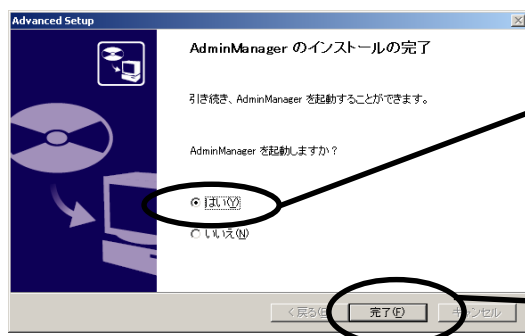 Advanced Setup
AdminManager のインストールの完了
引き続き、AdminManager を起動することができます。
AdminManager を起動しますか？
はい(Y)
いいえ(N)
< 戻る(B) 完了(F) キャンセル